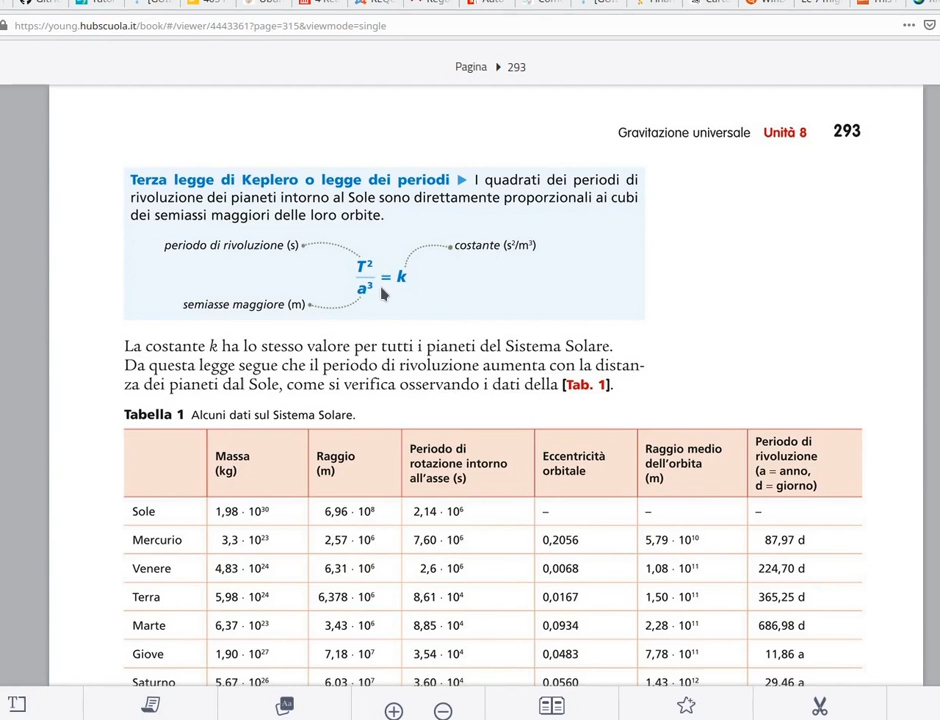 https://young.hubscuola.it/book/#/viewer/4443361?page=315&viewmode=single
Pagina ▶ 293
Gravitazione universale Unità 8 293
Terza legge di Keplero o legge dei periodi ▶ I quadrati dei periodi di
rivoluzione dei pianeti intorno al Sole sono direttamente proporzionali ai cubi
dei semiassi maggiori delle loro orbite.
periodo di rivoluzione (s) costante (s²/m³)
T²
= k
a³
semiasse maggiore (m)
La costante k ha lo stesso valore per tutti i pianeti del Sistema Solare.
Da questa legge segue che il periodo di rivoluzione aumenta con la distan-
za dei pianeti dal Sole, come si verifica osservando i dati della [Tab. 1].
Tabella 1 Alcuni dati sul Sistema Solare.
Massa (kg) Raggio (m) Periodo di rotazione intorno all'asse (s) Eccentricità orbitale Raggio medio dell'orbita (m) Periodo di rivoluzione (a = anno, d = giorno)
Sole 1,98 · 10³⁰ 6,96 · 10⁸ 2,14 · 10⁶ – – –
Mercurio 3,3 · 10²³ 2,57 · 10⁶ 7,60 · 10⁶ 0,2056 5,79 · 10¹⁰ 87,97 d
Venere 4,83 · 10²⁴ 6,31 · 10⁶ 2,6 · 10⁶ 0,0068 1,08 · 10¹¹ 224,70 d
Terra 5,98 · 10²⁴ 6,378 · 10⁶ 8,61 · 10⁴ 0,0167 1,50 · 10¹¹ 365,25 d
Marte 6,37 · 10²³ 3,43 · 10⁶ 8,85 · 10⁴ 0,0934 2,28 · 10¹¹ 686,98 d
Giove 1,90 · 10²⁷ 7,18 · 10⁷ 3,54 · 10⁴ 0,0483 7,78 · 10¹¹ 11,86 a
Saturno 5,67 · 10²⁶ 6,03 · 10⁷ 3,60 · 10⁴ 0,0560 1,43 · 10¹² 29,46 a